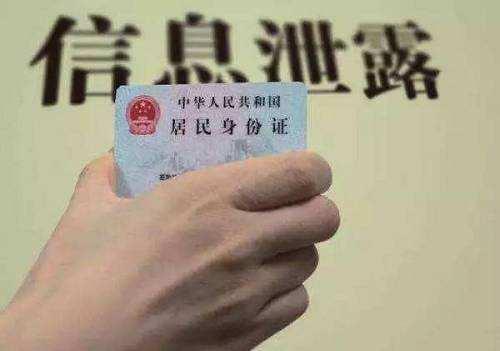 信息泄露
中华人民共和国
居民身份证